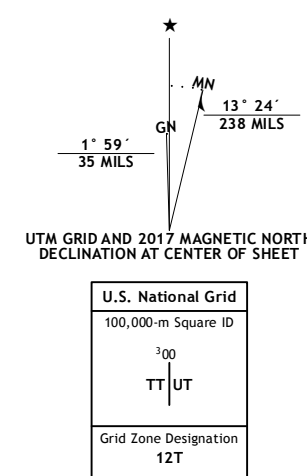 ★
MN
GN
13° 24´
238 MILS
1° 59´
35 MILS
UTM GRID AND 2017 MAGNETIC NORTH
DECLINATION AT CENTER OF SHEET
U.S. National Grid
100,000-m Square ID
³00
TT UT
Grid Zone Designation
12T